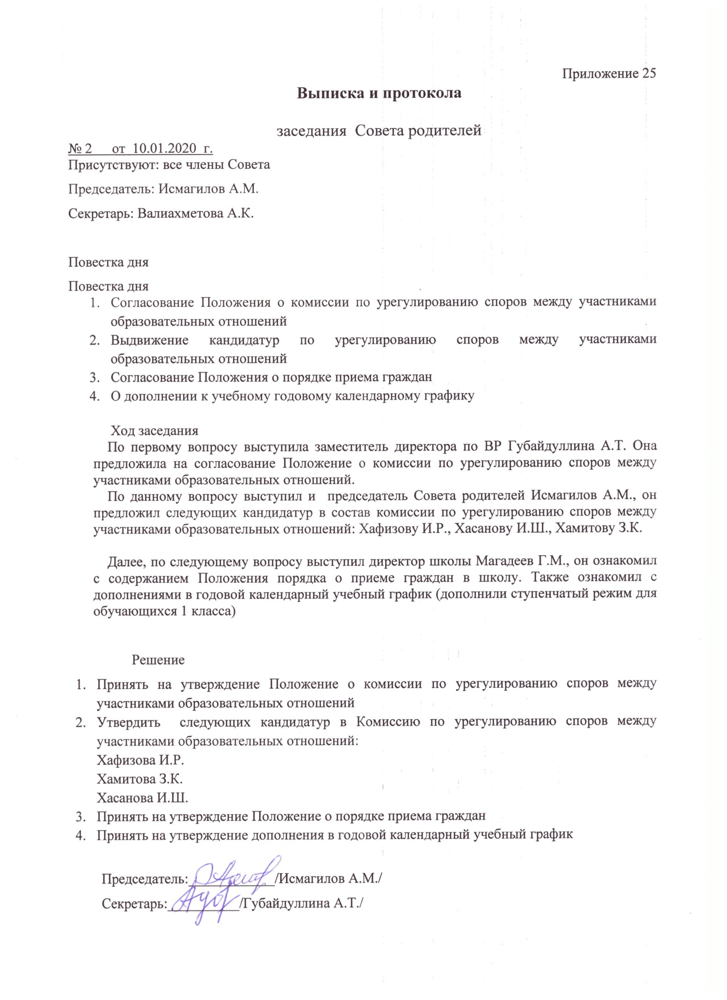 Приложение 25
Выписка и протокола
заседания Совета родителей
№ 2 от 10.01.2020 г.
Присутствуют: все члены Совета
Председатель: Исмагилов А.М.
Секретарь: Валиахметова А.К.
Повестка дня
Повестка дня
1. Согласование Положения о комиссии по урегулированию споров между участниками
образовательных отношений
2. Выдвижение кандидатур по урегулированию споров между участниками
образовательных отношений
3. Согласование Положения о порядке приема граждан
4. О дополнении к учебному годовому календарному графику
Ход заседания
По первому вопросу выступила заместитель директора по ВР Губайдуллина А.Т. Она
предложила на согласование Положение о комиссии по урегулированию споров между
участниками образовательных отношений.
По данному вопросу выступил и председатель Совета родителей Исмагилов А.М., он
предложил следующих кандидатур в состав комиссии по урегулированию споров между
участниками образовательных отношений: Хафизову И.Р., Хасанову И.Ш., Хамитову З.К.
Далее, по следующему вопросу выступил директор школы Магадеев Г.М., он ознакомил
с содержанием Положения порядка о приеме граждан в школу. Также ознакомил с
дополнениями в годовой календарный учебный график (дополнили ступенчатый режим для
обучающихся 1 класса)
Решение
1. Принять на утверждение Положение о комиссии по урегулированию споров между
участниками образовательных отношений
2. Утвердить следующих кандидатур в Комиссию по урегулированию споров между
участниками образовательных отношений:
Хафизова И.Р.
Хамитова З.К.
Хасанова И.Ш.
3. Принять на утверждение Положение о порядке приема граждан
4. Принять на утверждение дополнения в годовой календарный учебный график
Председатель:____________/Исмагилов А.М./
Секретарь:__________/Губайдуллина А.Т./